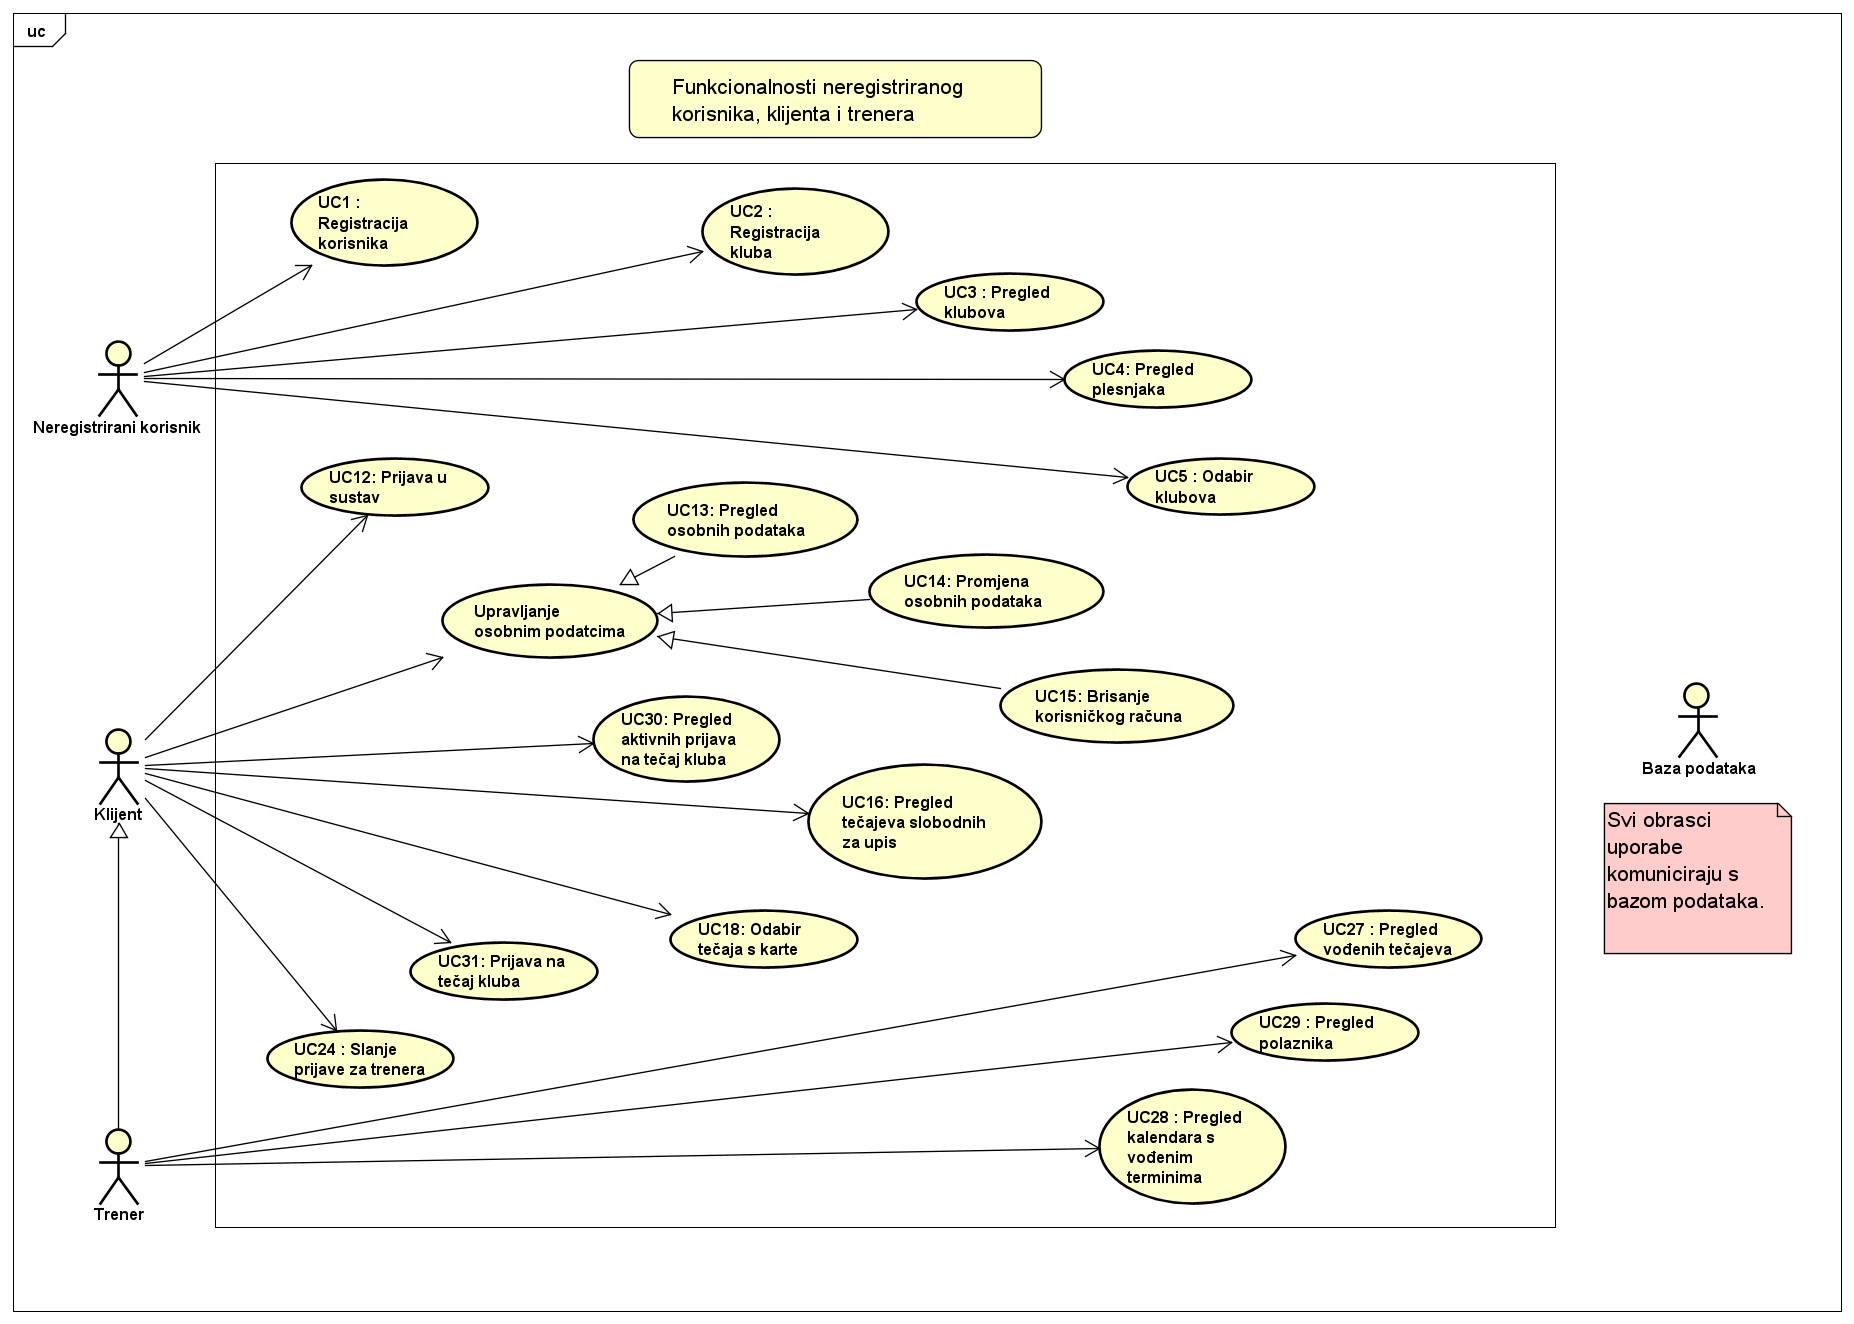 uc
Funkcionalnosti neregistriranog
korisnika, klijenta i trenera
UC1 :
Registracija
korisnika
UC2 :
Registracija
kluba
UC3 : Pregled
klubova
UC4: Pregled
plesnjaka
Neregistrirani korisnik
UC5 : Odabir
klubova
UC12: Prijava u
sustav
UC13: Pregled
osobnih podataka
UC14: Promjena
osobnih podataka
Upravljanje
osobnim podatcima
UC15: Brisanje
korisničkog računa
UC30: Pregled
aktivnih prijava
na tečaj kluba
Baza podataka
UC16: Pregled
tečajeva slobodnih
za upis
Klijent
Svi obrasci
uporabe
komuniciraju s
bazom podataka.
UC18: Odabir
tečaja s karte
UC27 : Pregled
vođenih tečajeva
UC31: Prijava na
tečaj kluba
UC29 : Pregled
polaznika
UC24 : Slanje
prijave za trenera
UC28 : Pregled
kalendara s
vođenim
terminima
Trener